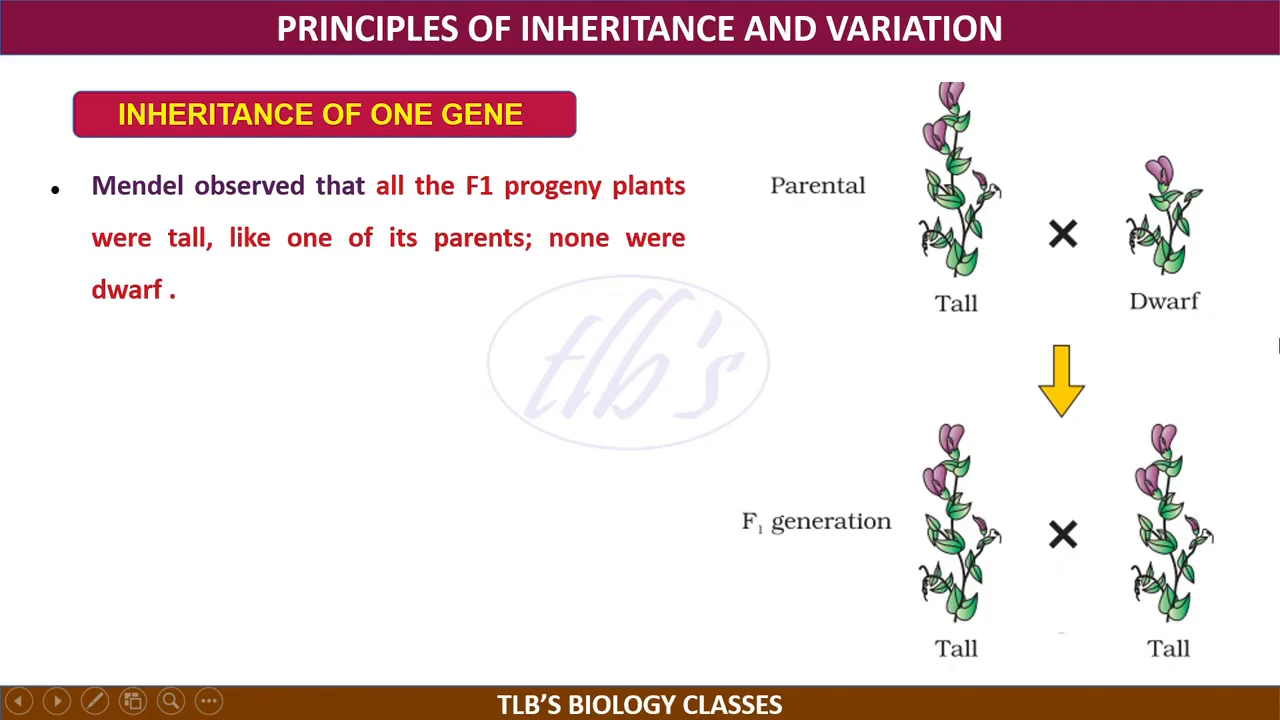 PRINCIPLES OF INHERITANCE AND VARIATION
INHERITANCE OF ONE GENE
• Mendel observed that all the F1 progeny plants
were tall, like one of its parents; none were
dwarf .
Parental
Tall
Dwarf
tlb's
F₁ generation
Tall
Tall
TLB'S BIOLOGY CLASSES